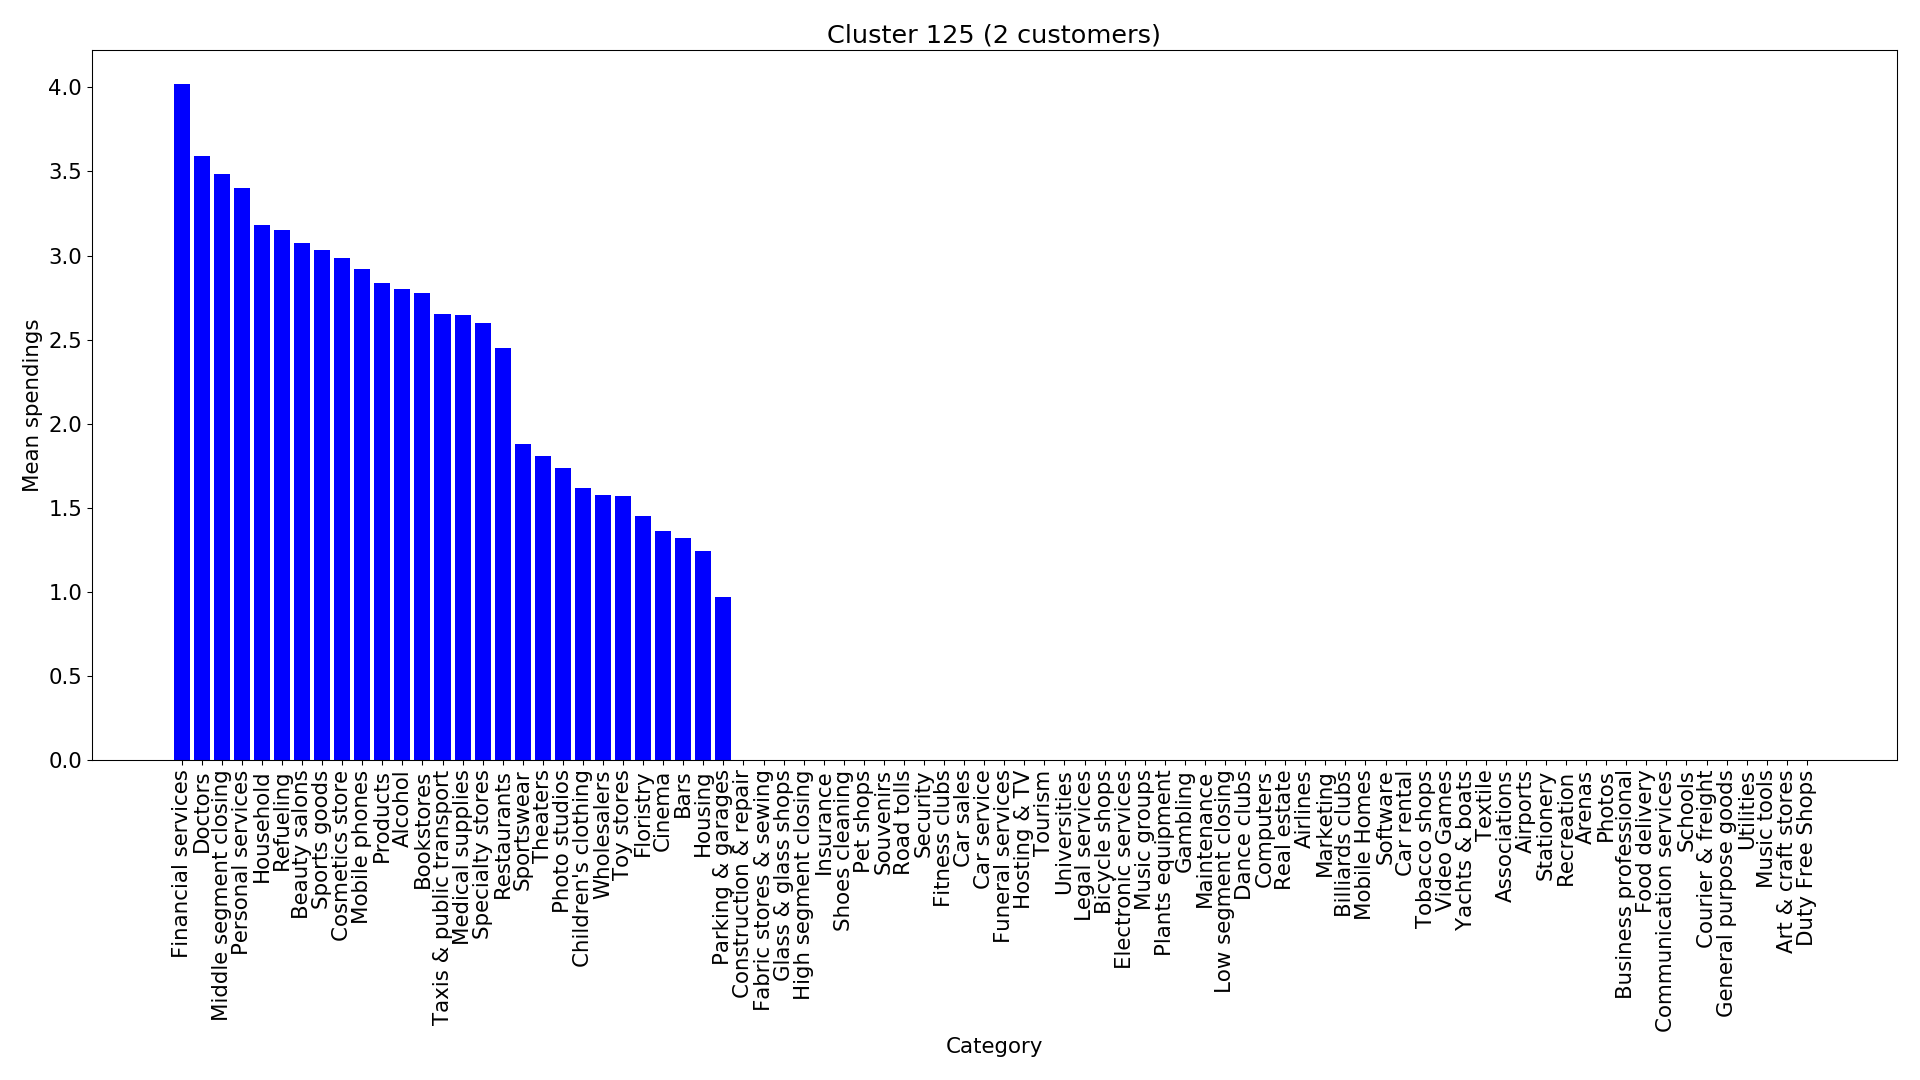 Cluster 125 (2 customers)
4.0
3.5
3.0
2.5
2.0
1.5
1.0
0.5
0.0
Mean spendings
Financial services
Doctors
Middle segment closing
Personal services
Household
Refueling
Beauty salons
Sports goods
Cosmetics store
Mobile phones
Products
Alcohol
Bookstores
Taxis & public transport
Medical supplies
Specialty stores
Restaurants
Sportswear
Theaters
Photo studios
Children's clothing
Wholesalers
Toy stores
Floristry
Cinema
Bars
Housing
Parking & garages
Construction & repair
Fabric stores & sewing
Glass & glass shops
High segment closing
Insurance
Shoes cleaning
Pet shops
Souvenirs
Road tolls
Security
Fitness clubs
Car sales
Car service
Funeral services
Hosting & TV
Tourism
Universities
Legal services
Bicycle shops
Electronic services
Music groups
Plants equipment
Gambling
Maintenance
Low segment closing
Dance clubs
Computers
Real estate
Airlines
Marketing
Billiards clubs
Mobile Homes
Software
Car rental
Tobacco shops
Video Games
Yachts & boats
Textile
Associations
Airports
Stationery
Recreation
Arenas
Photos
Business professional
Food delivery
Communication services
Schools
Courier & freight
General purpose goods
Utilities
Music tools
Art & craft stores
Duty Free Shops
Category